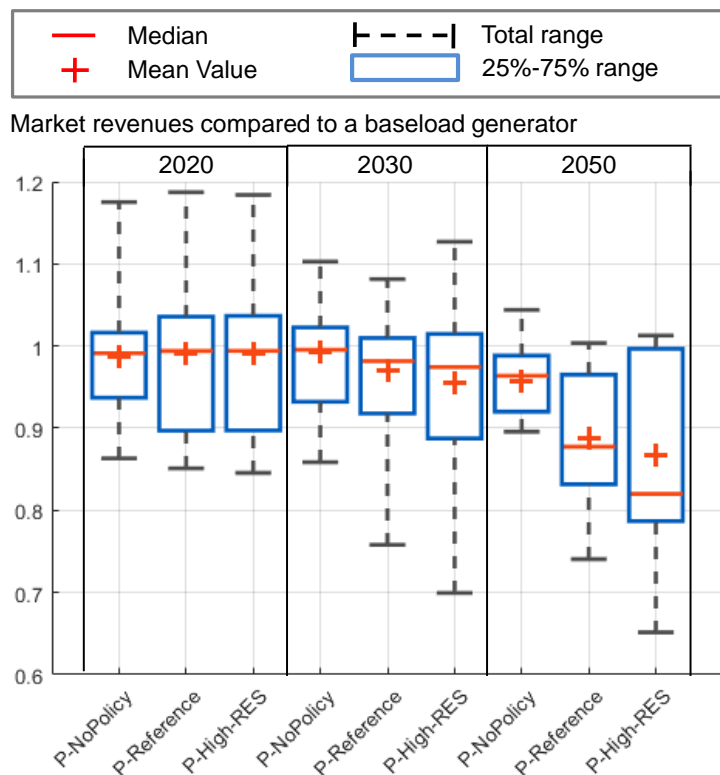 Median
Total range
Mean Value
25%-75% range
Market revenues compared to a baseload generator
2020
2030
2050
1.2
1.1
1
0.9
0.8
0.7
0.6
P-NoPolicy
P-Reference
P-High-RES
P-NoPolicy
P-Reference
P-High-RES
P-NoPolicy
P-Reference
P-High-RES